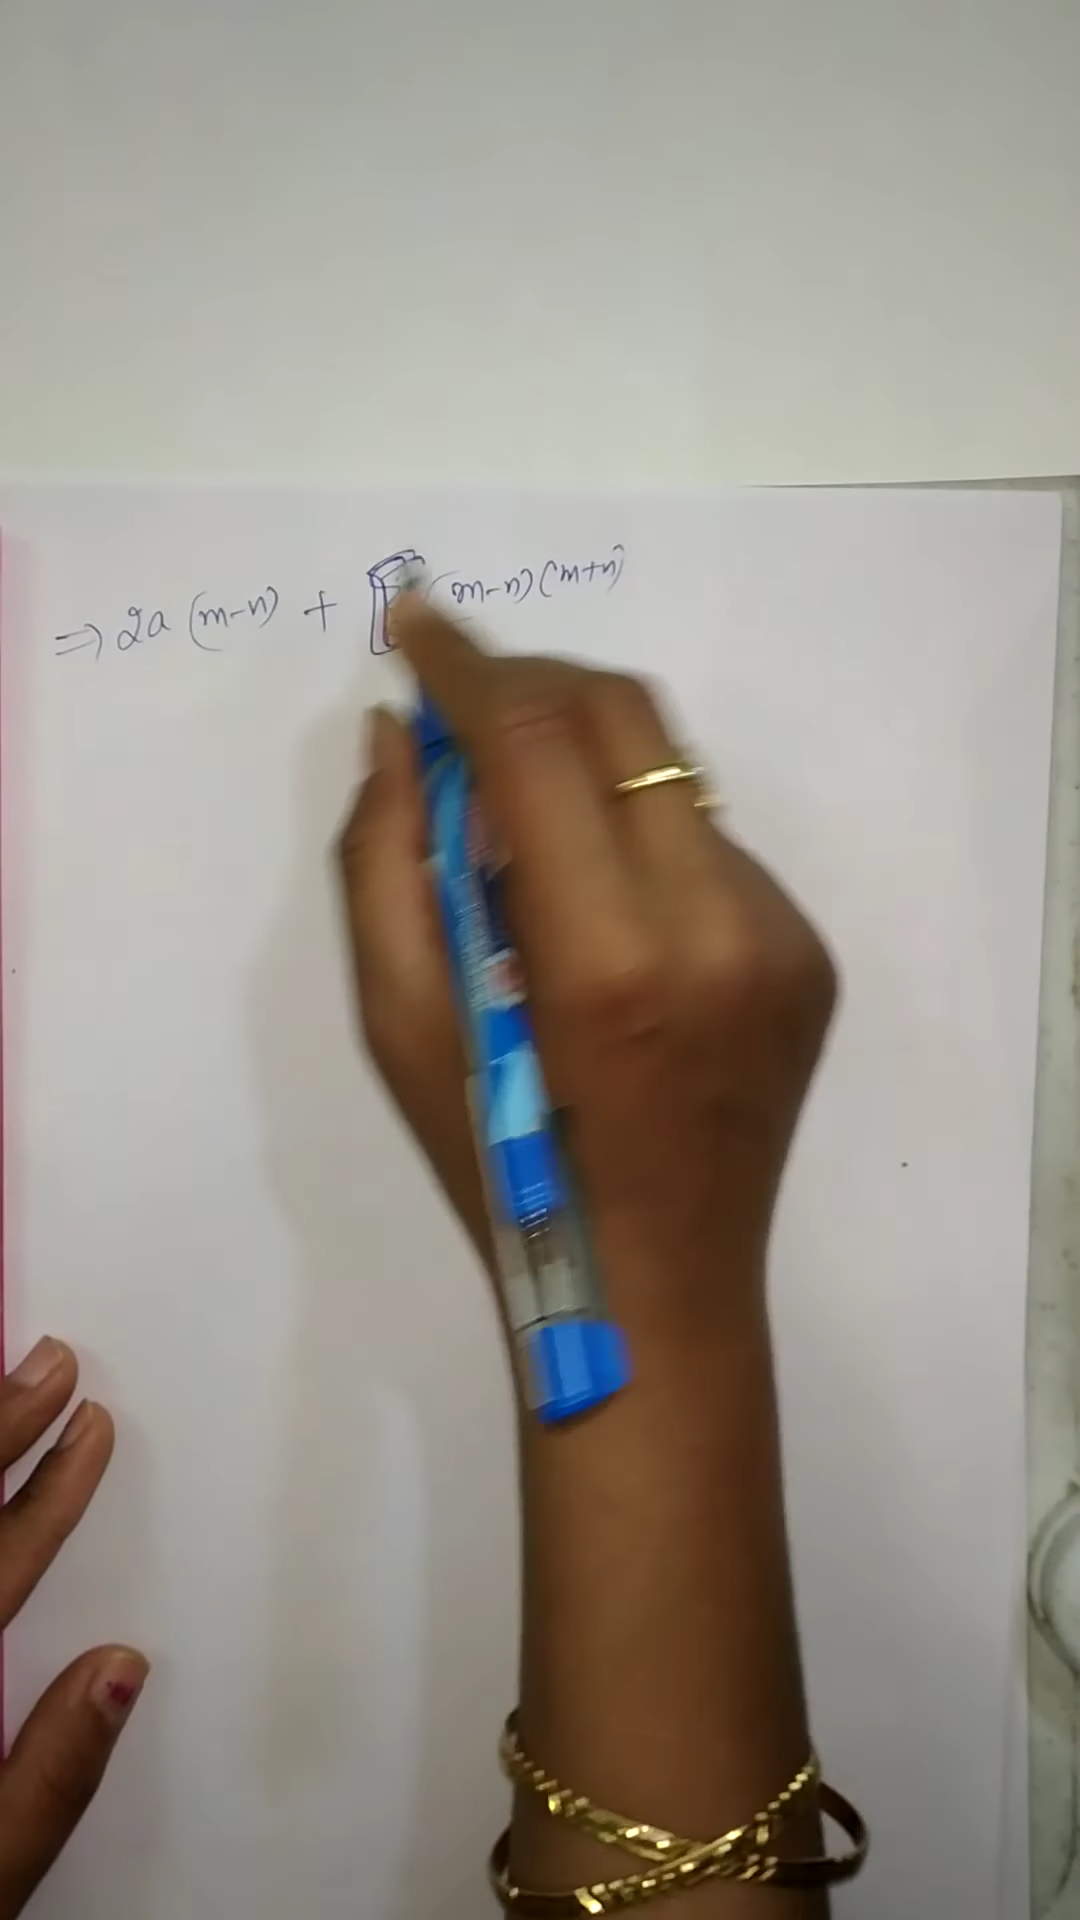 ⇒ 2a (m-n) + [ (m-n) (m+n)